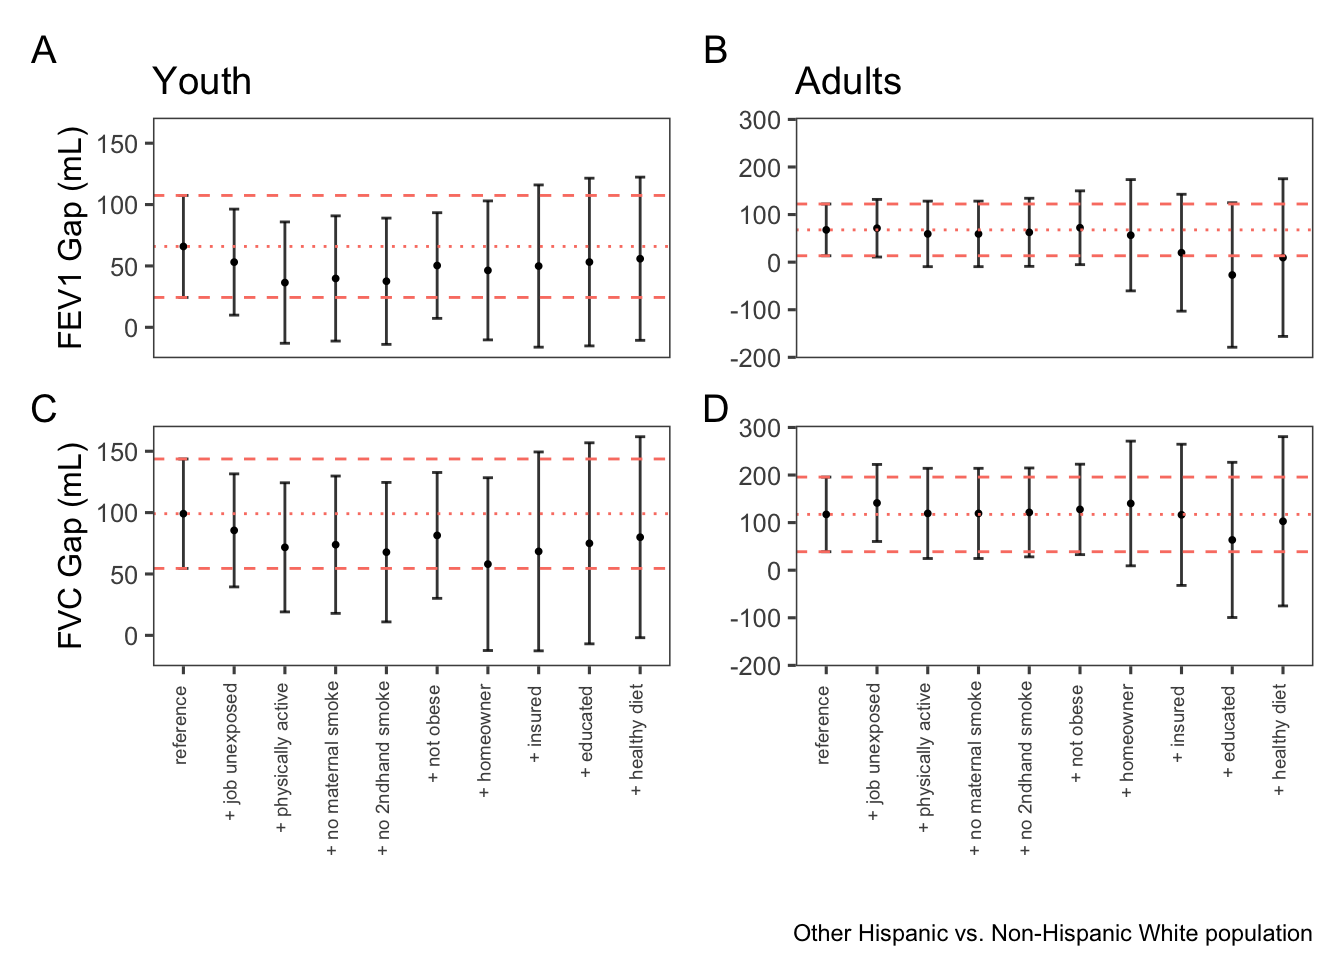 A
B
Youth
Adults
FEV1 Gap (mL)
150
100
50
0
300
200
100
0
-100
-200
C
D
FVC Gap (mL)
150
100
50
0
300
200
100
0
-100
-200
reference
+ job unexposed
+ physically active
+ no maternal smoke
+ no 2ndhand smoke
+ not obese
+ homeowner
+ insured
+ educated
+ healthy diet
reference
+ job unexposed
+ physically active
+ no maternal smoke
+ no 2ndhand smoke
+ not obese
+ homeowner
+ insured
+ educated
+ healthy diet
Other Hispanic vs. Non-Hispanic White population